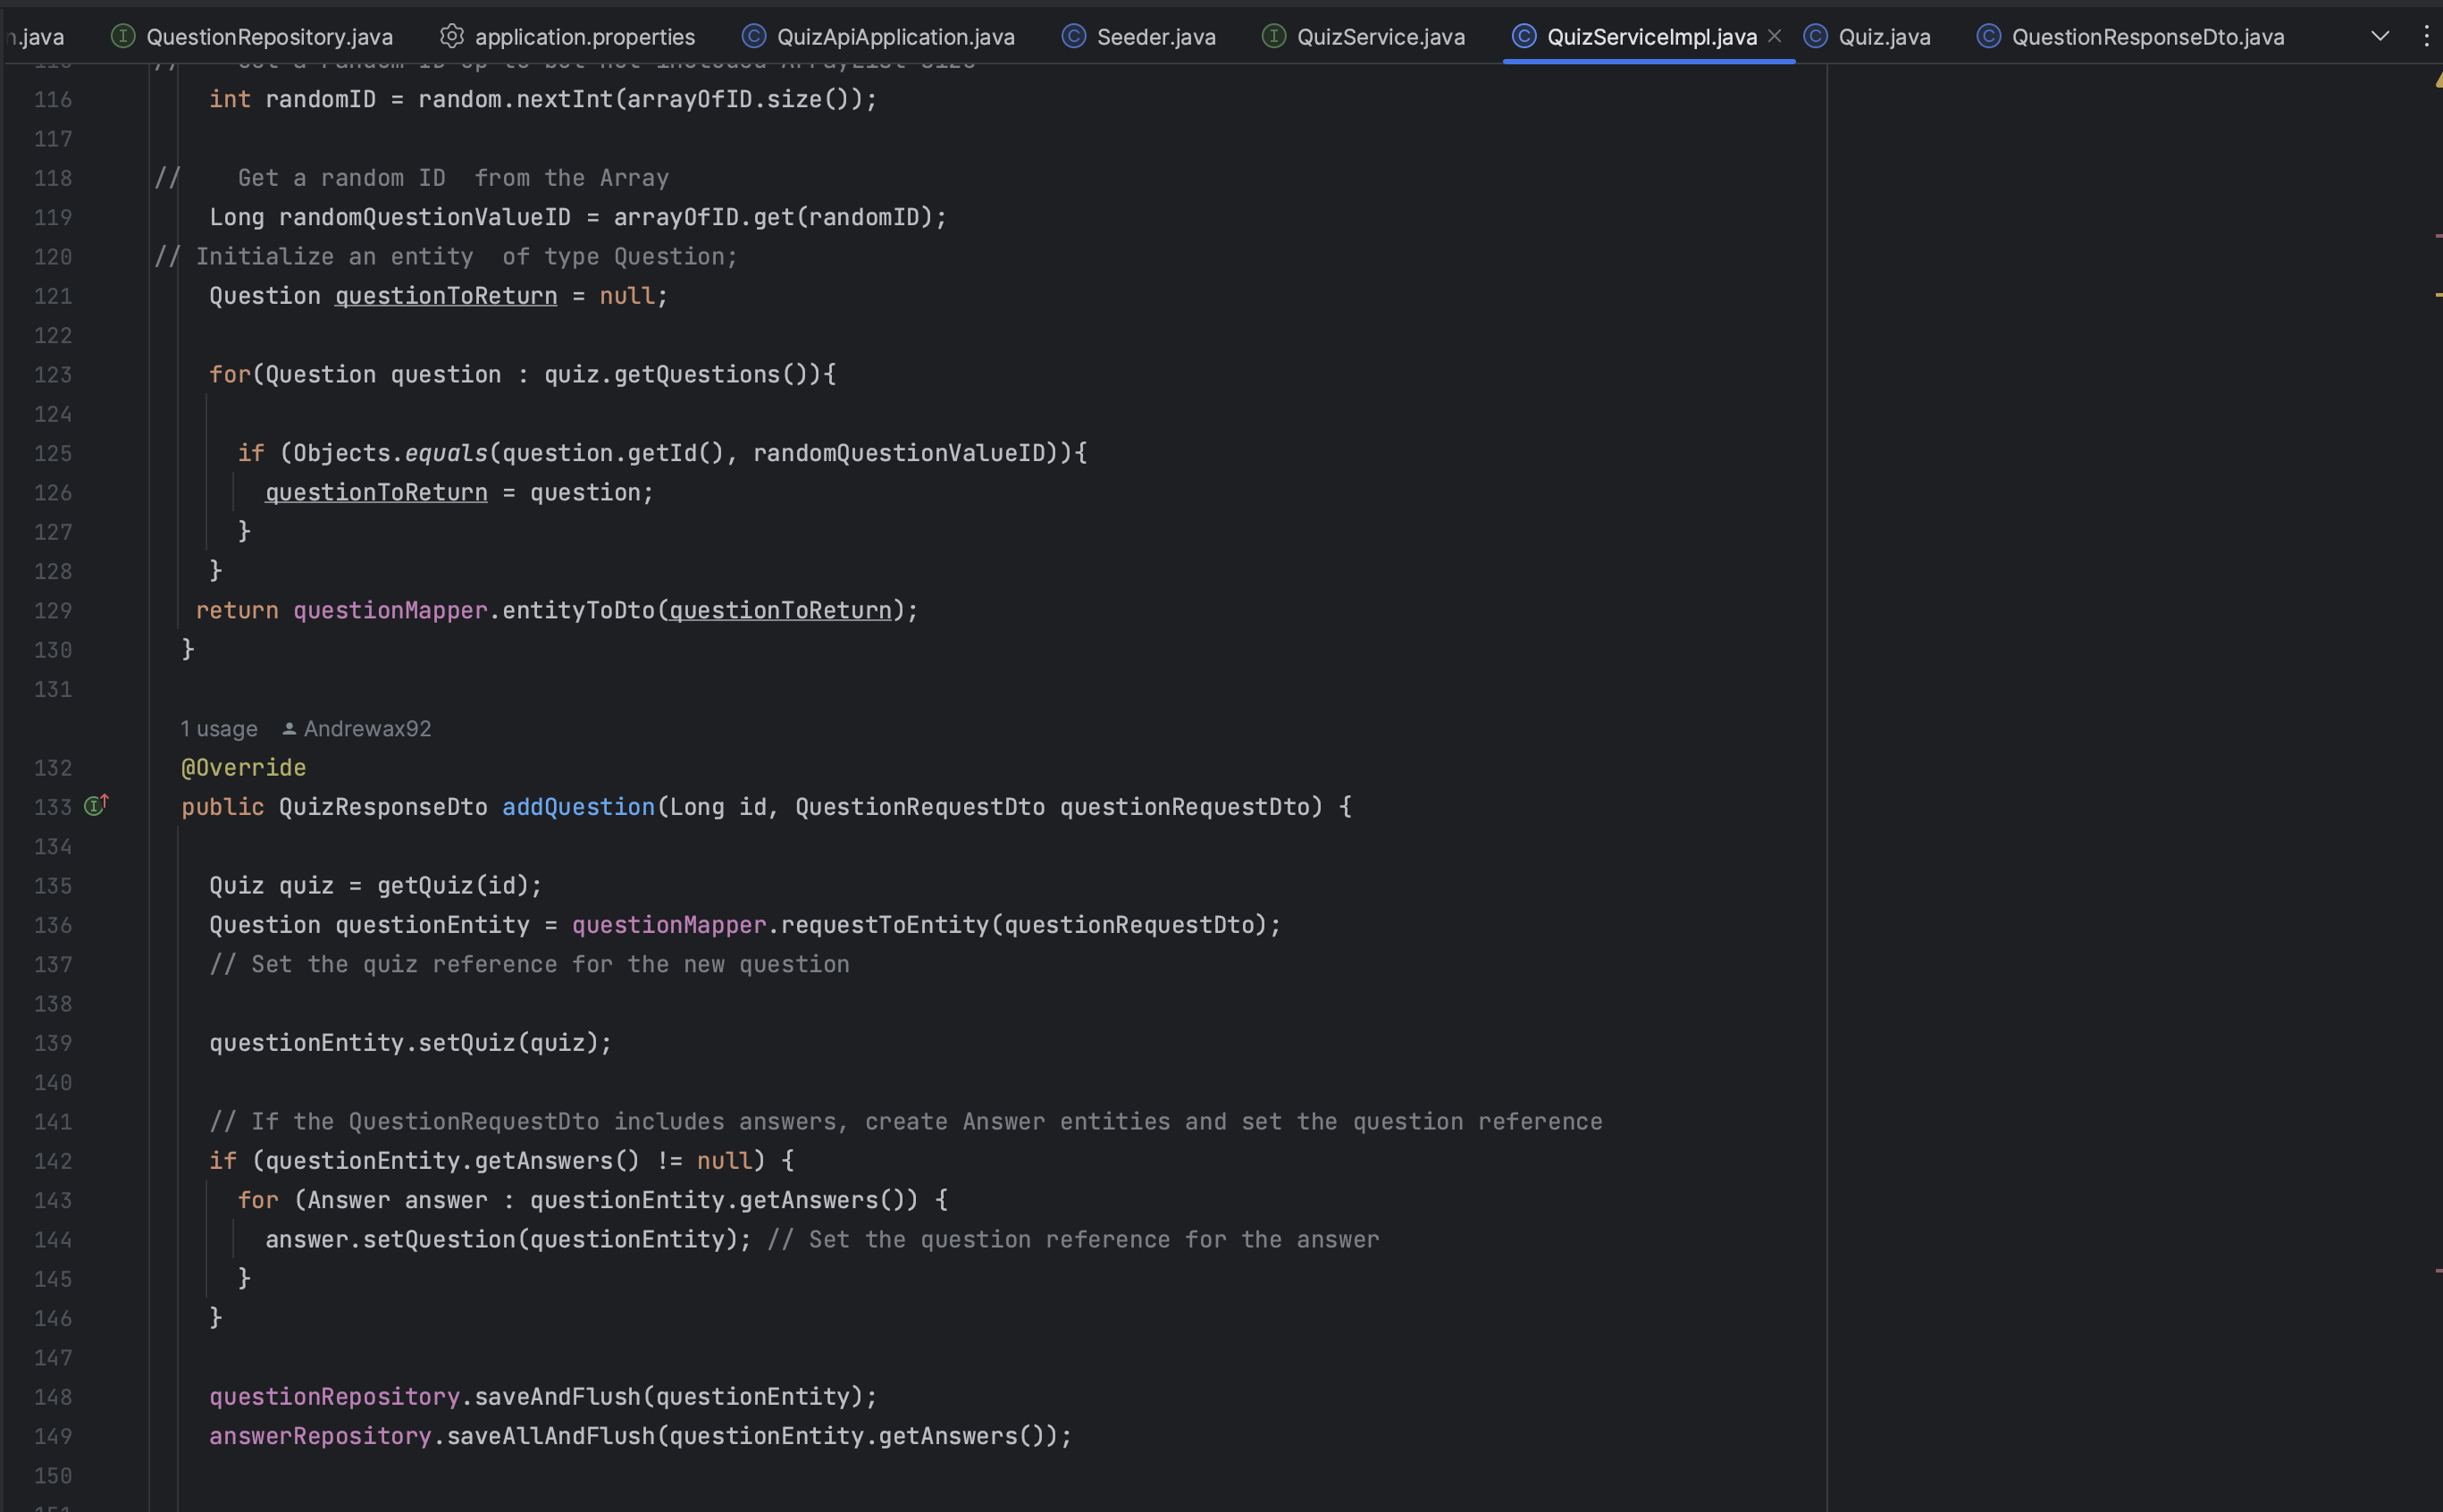 n.java QuestionRepository.java application.properties QuizApiApplication.java Seeder.java QuizService.java QuizServiceImpl.java Quiz.java QuestionResponseDto.java
116 int randomID = random.nextInt(arrayOfID.size());
117
118 //    Get a random ID  from the Array
119 Long randomQuestionValueID = arrayOfID.get(randomID);
120 // Initialize an entity  of type Question;
121 Question questionToReturn = null;
122
123 for(Question question : quiz.getQuestions()){
124
125 if (Objects.equals(question.getId(), randomQuestionValueID)){
126 questionToReturn = question;
127 }
128 }
129 return questionMapper.entityToDto(questionToReturn);
130 }
131
1 usage Andrewax92
132 @Override
133 public QuizResponseDto addQuestion(Long id, QuestionRequestDto questionRequestDto) {
134
135 Quiz quiz = getQuiz(id);
136 Question questionEntity = questionMapper.requestToEntity(questionRequestDto);
137 // Set the quiz reference for the new question
138
139 questionEntity.setQuiz(quiz);
140
141 // If the QuestionRequestDto includes answers, create Answer entities and set the question reference
142 if (questionEntity.getAnswers() != null) {
143 for (Answer answer : questionEntity.getAnswers()) {
144 answer.setQuestion(questionEntity); // Set the question reference for the answer
145 }
146 }
147
148 questionRepository.saveAndFlush(questionEntity);
149 answerRepository.saveAllAndFlush(questionEntity.getAnswers());
150